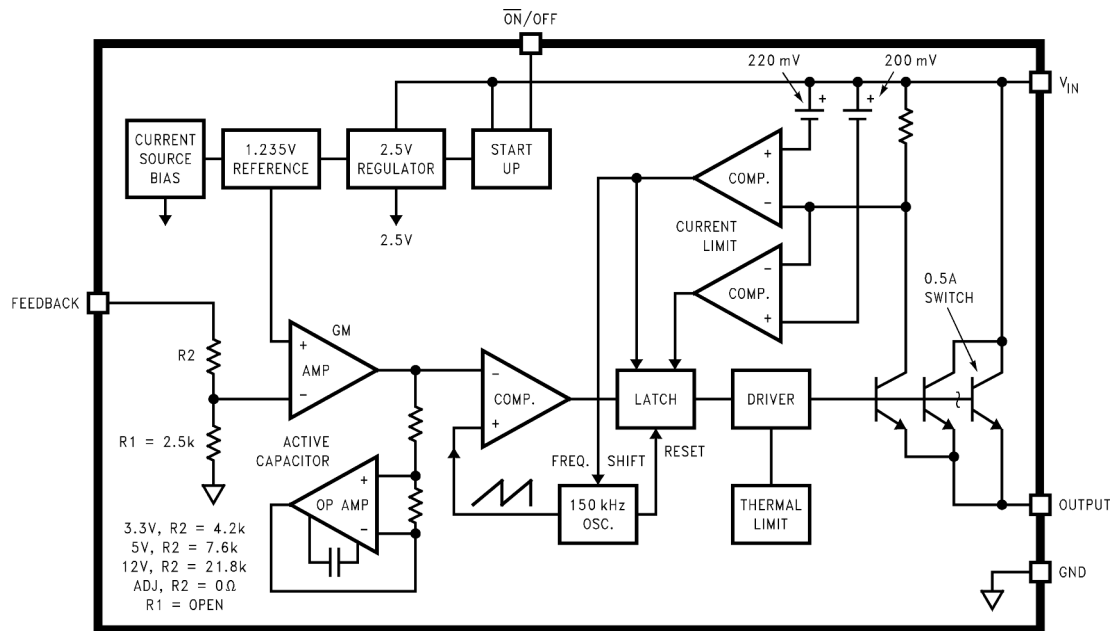 ON/OFF
220 mV
200 mV
VIN
CURRENT
SOURCE
BIAS
1.235V
REFERENCE
2.5V
REGULATOR
START
UP
+
+
+
COMP.
−
2.5V
CURRENT
LIMIT
−
COMP.
+
0.5A
SWITCH
FEEDBACK
GM
R2
+
AMP
−
−
COMP.
+
LATCH
DRIVER
R1 = 2.5k
ACTIVE
CAPACITOR
FREQ. SHIFT
RESET
+
OP AMP
−
150 kHz
OSC.
THERMAL
LIMIT
OUTPUT
3.3V, R2 = 4.2k
5V, R2 = 7.6k
12V, R2 = 21.8k
ADJ, R2 = 0Ω
R1 = OPEN
GND